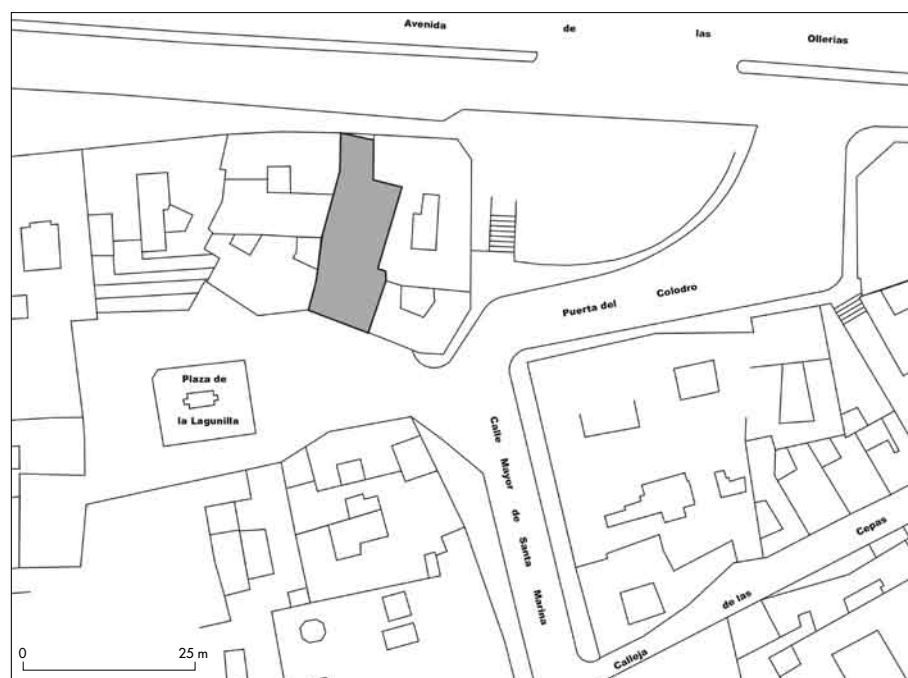 Avenida de las Ollerías
Puerta del Colodro
Plaza de
la Lagunilla
Calle Mayor de Santa Marina
Calleja de las Cepas
0 25 m